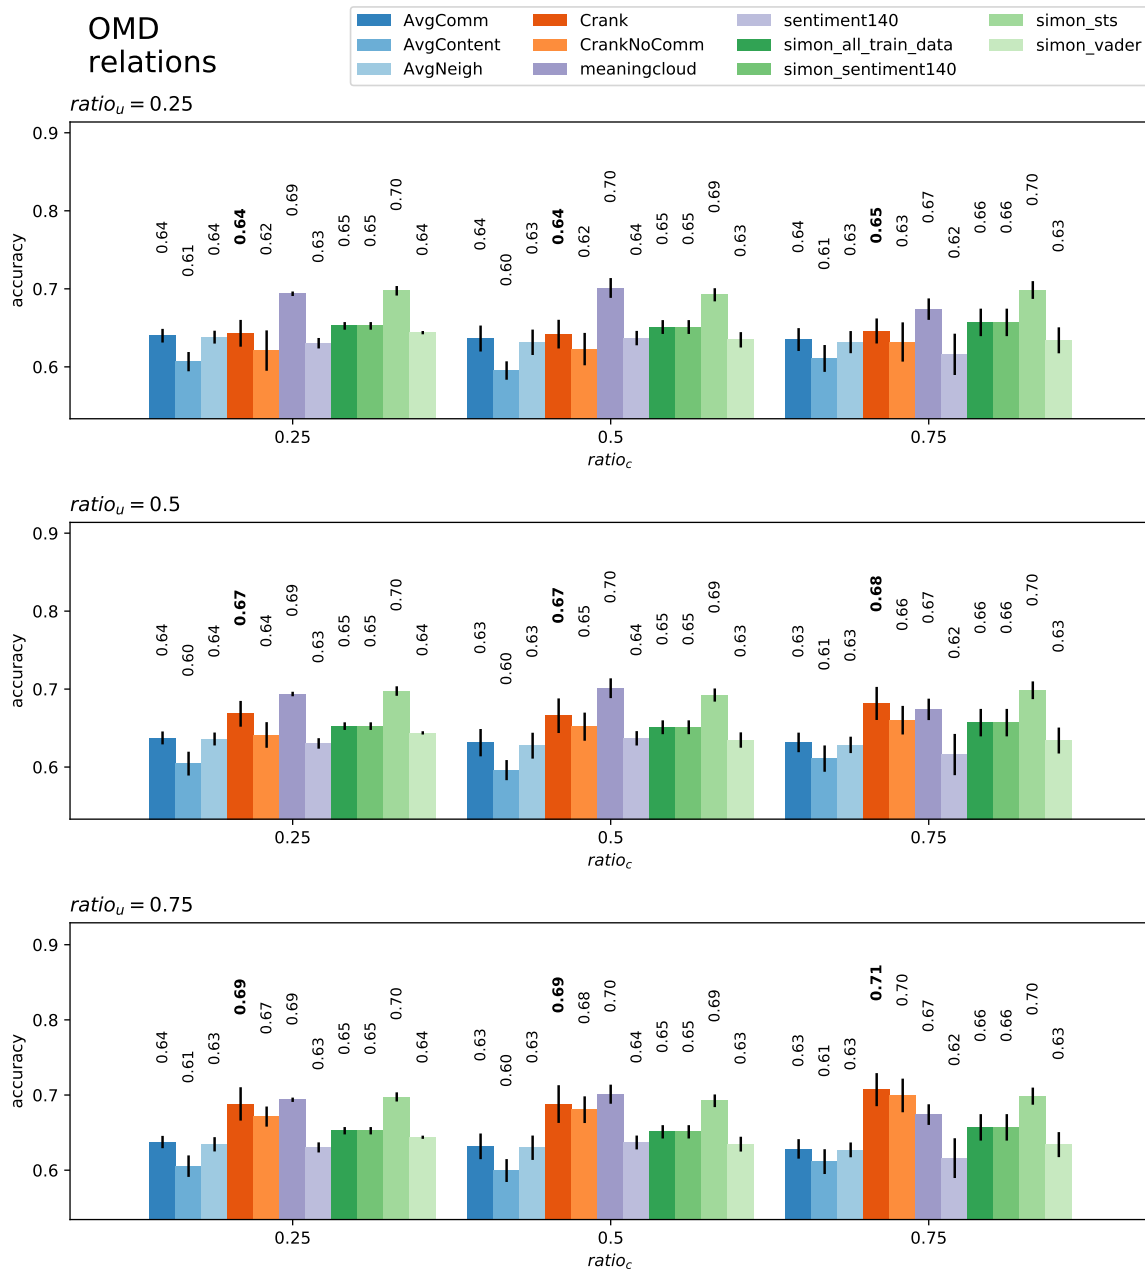 OMD
relations
AvgComm
AvgContent
AvgNeigh
Crank
CrankNoComm
meaningcloud
sentiment140
simon_all_train_data
simon_sentiment140
simon_sts
simon_vader
ratio_u = 0.25
accuracy
0.9
0.8
0.7
0.6
0.64 0.61 0.64 0.64 0.62 0.69 0.63 0.65 0.65 0.70 0.64
0.64 0.60 0.63 0.64 0.62 0.70 0.64 0.65 0.65 0.69 0.63
0.64 0.61 0.63 0.65 0.63 0.67 0.62 0.66 0.66 0.70 0.63
0.25 0.5 0.75
ratio_c
ratio_u = 0.5
accuracy
0.9
0.8
0.7
0.6
0.64 0.60 0.64 0.67 0.64 0.69 0.63 0.65 0.65 0.70 0.64
0.63 0.60 0.63 0.67 0.65 0.70 0.64 0.65 0.65 0.69 0.63
0.63 0.61 0.63 0.68 0.66 0.67 0.62 0.66 0.66 0.70 0.63
0.25 0.5 0.75
ratio_c
ratio_u = 0.75
accuracy
0.9
0.8
0.7
0.6
0.64 0.61 0.63 0.69 0.67 0.69 0.63 0.65 0.65 0.70 0.64
0.63 0.60 0.63 0.69 0.68 0.70 0.64 0.65 0.65 0.69 0.63
0.63 0.61 0.63 0.71 0.70 0.67 0.62 0.66 0.66 0.70 0.63
0.25 0.5 0.75
ratio_c